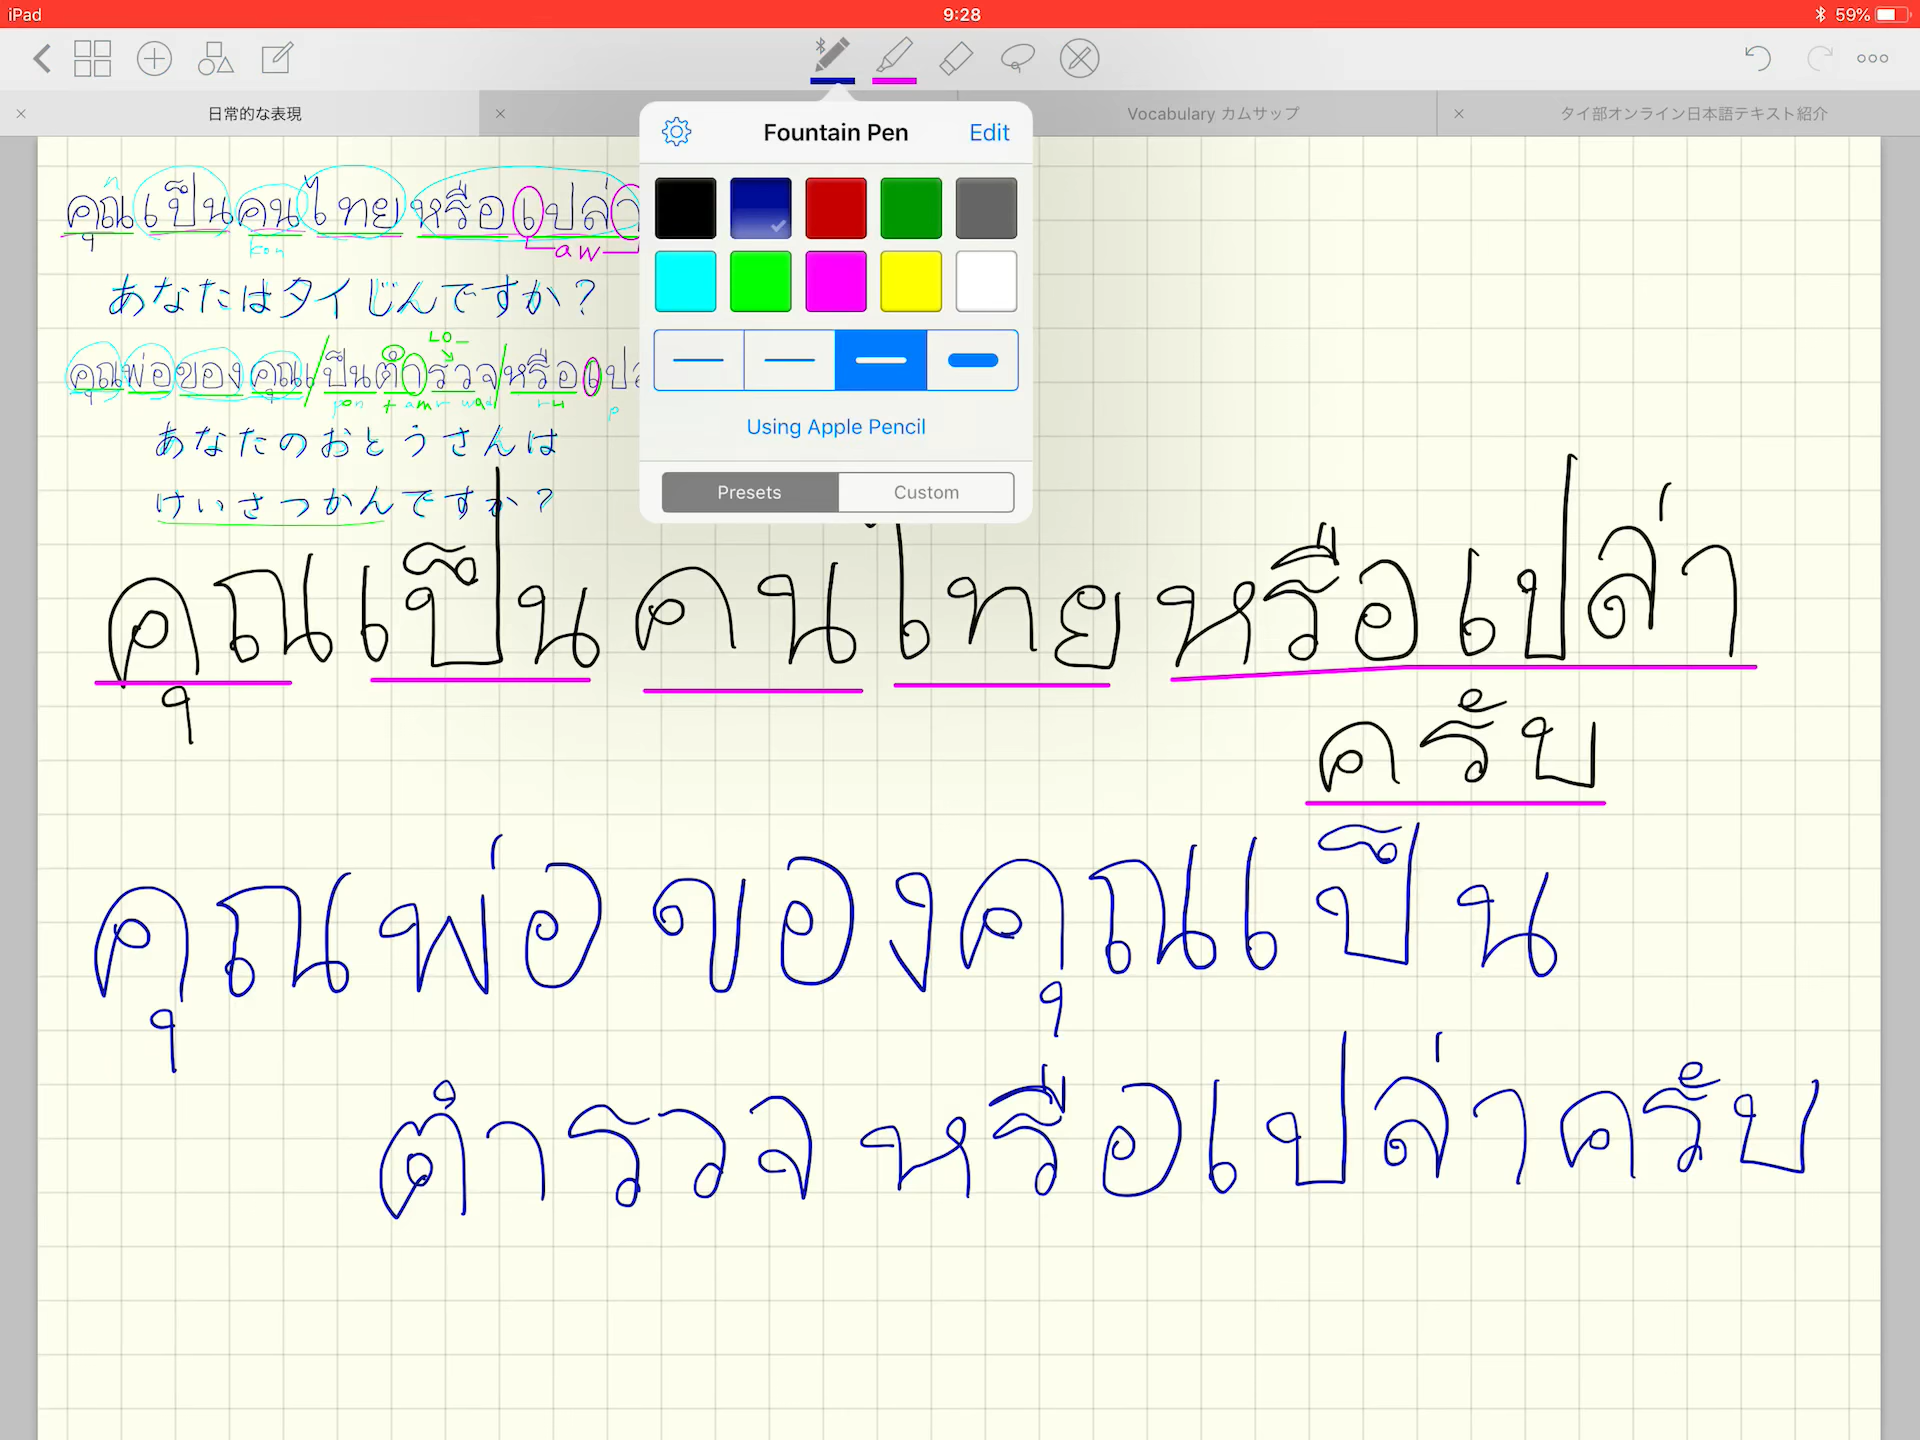 iPad 9:28 59%
日常的な表現 Vocabulary カムサップ タイ部オンライン日本語テキスト紹介
Fountain Pen Edit
Using Apple Pencil
Presets Custom
n
คุณเป็นคนไทยหรือเปล่า
kon aw
あなたはタイじんですか？
LO
คุณพ่อของคุณเป็นตำรวจ/หรือเป
pen tamr wad ru p
あなたのおとうさんは
けいさつかんですか？
คุณเป็นคนไทยหรือเปล่า
ครับ
คุณพ่อของคุณเป็น
ตำรวจหรือเปล่าครับ